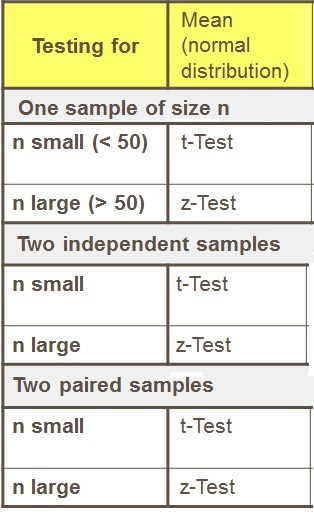 Testing for
Mean
(normal
distribution)
One sample of size n
n small (< 50)
t-Test
n large (> 50)
z-Test
Two independent samples
n small
t-Test
n large
z-Test
Two paired samples
n small
t-Test
n large
z-Test